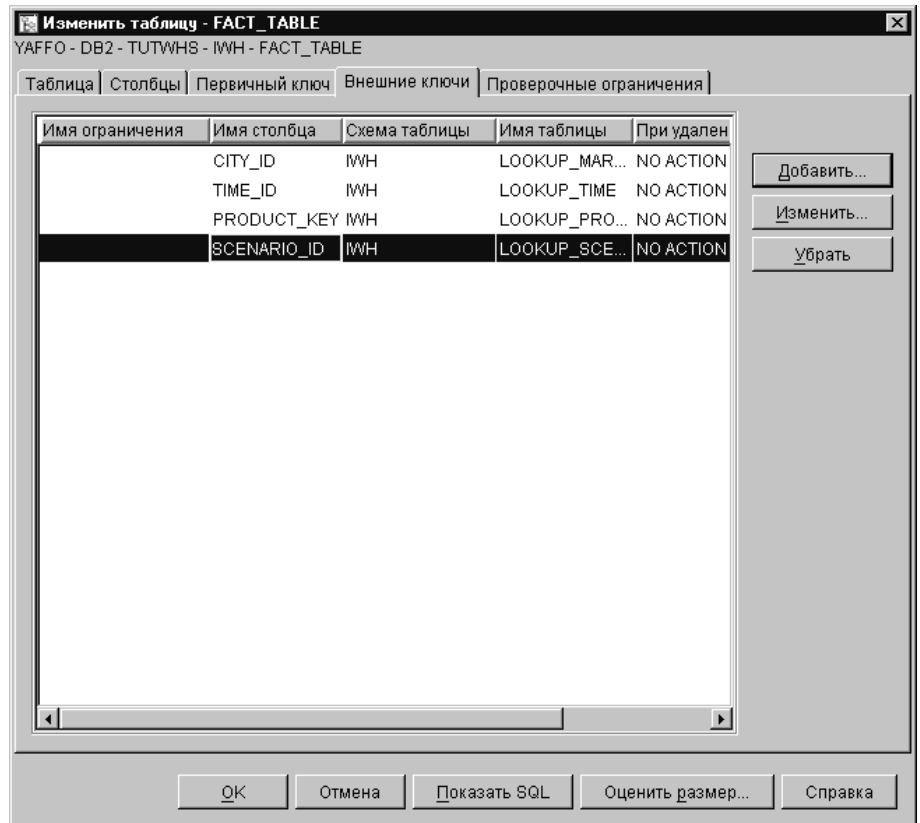 Изменить таблицу - FACT_TABLE
YAFFO - DB2 - TUTWHS - IWH - FACT_TABLE
Таблица Столбцы Первичный ключ Внешние ключи Проверочные ограничения
Имя ограничения Имя столбца Схема таблицы Имя таблицы При удален
CITY_ID IWH LOOKUP_MAR... NO ACTION
TIME_ID IWH LOOKUP_TIME NO ACTION
PRODUCT_KEY IWH LOOKUP_PRO... NO ACTION
SCENARIO_ID IWH LOOKUP_SCE... NO ACTION
Добавить...
Изменить...
Убрать
OK Отмена Показать SQL Оценить размер... Справка